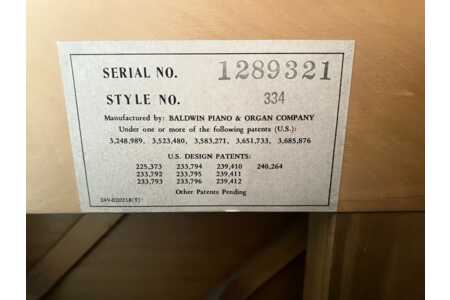 SERIAL NO. 1289321
STYLE NO. 334
Manufactured by: BALDWIN PIANO & ORGAN COMPANY
Under one or more of the following patents (U.S.):
3,248,989, 3,523,480, 3,583,271, 3,651,733, 3,685,876
U.S. DESIGN PATENTS:
225,373 233,794 239,410 240,264
233,792 233,795 239,411
233,793 233,796 239,412
Other Patents Pending